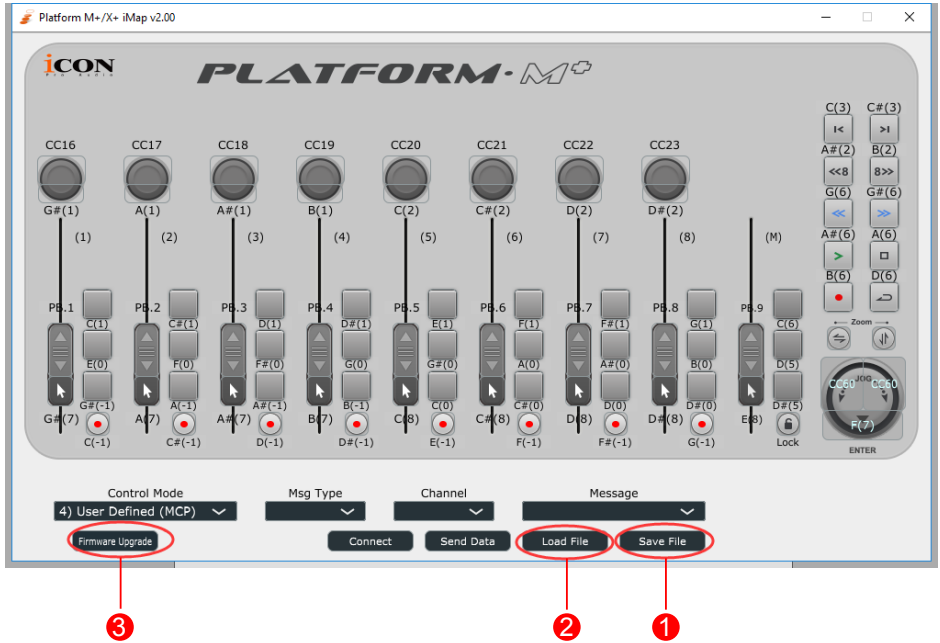 Platform M+/X+ iMap v2.00
iCON
Pro Audio
PLATFORM·M+
C(3) C#(3)
A#(2) B(2)
<<8 8>>
G(6) G#(6)
A#(6) A(6)
B(6) D(6)
Zoom
CC16 CC17 CC18 CC19 CC20 CC21 CC22 CC23
G#(1) A(1) A#(1) B(1) C(2) C#(2) D(2) D#(2)
(1) (2) (3) (4) (5) (6) (7) (8) (M)
PB.1 PB.2 PB.3 PB.4 PB.5 PB.6 PB.7 PB.8 PB.9
C(1) C#(1) D(1) D#(1) E(1) F(1) F#(1) G(1) C(6)
E(0) F(0) F#(0) G(0) G#(0) A(0) A#(0) B(0) D(5)
G#(-1) A(-1) A#(-1) B(-1) C(0) C#(0) D(0) D#(0) D#(5)
G#(7) A(7) A#(7) B(7) C(8) C#(8) D(8) D#(8) E(8)
C(-1) C#(-1) D(-1) D#(-1) E(-1) F(-1) F#(-1) G(-1) Lock
CC60 JOG CC60
F(7)
ENTER
Control Mode Msg Type Channel Message
4) User Defined (MCP)
Firmware Upgrade Connect Send Data Load File Save File
3 2 1